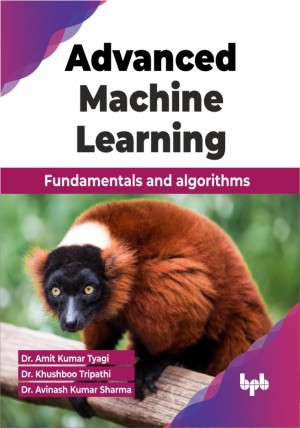 Advanced
Machine
Learning
Fundamentals and algorithms
Dr. Amit Kumar Tyagi
Dr. Khushboo Tripathi
Dr. Avinash Kumar Sharma
bpb